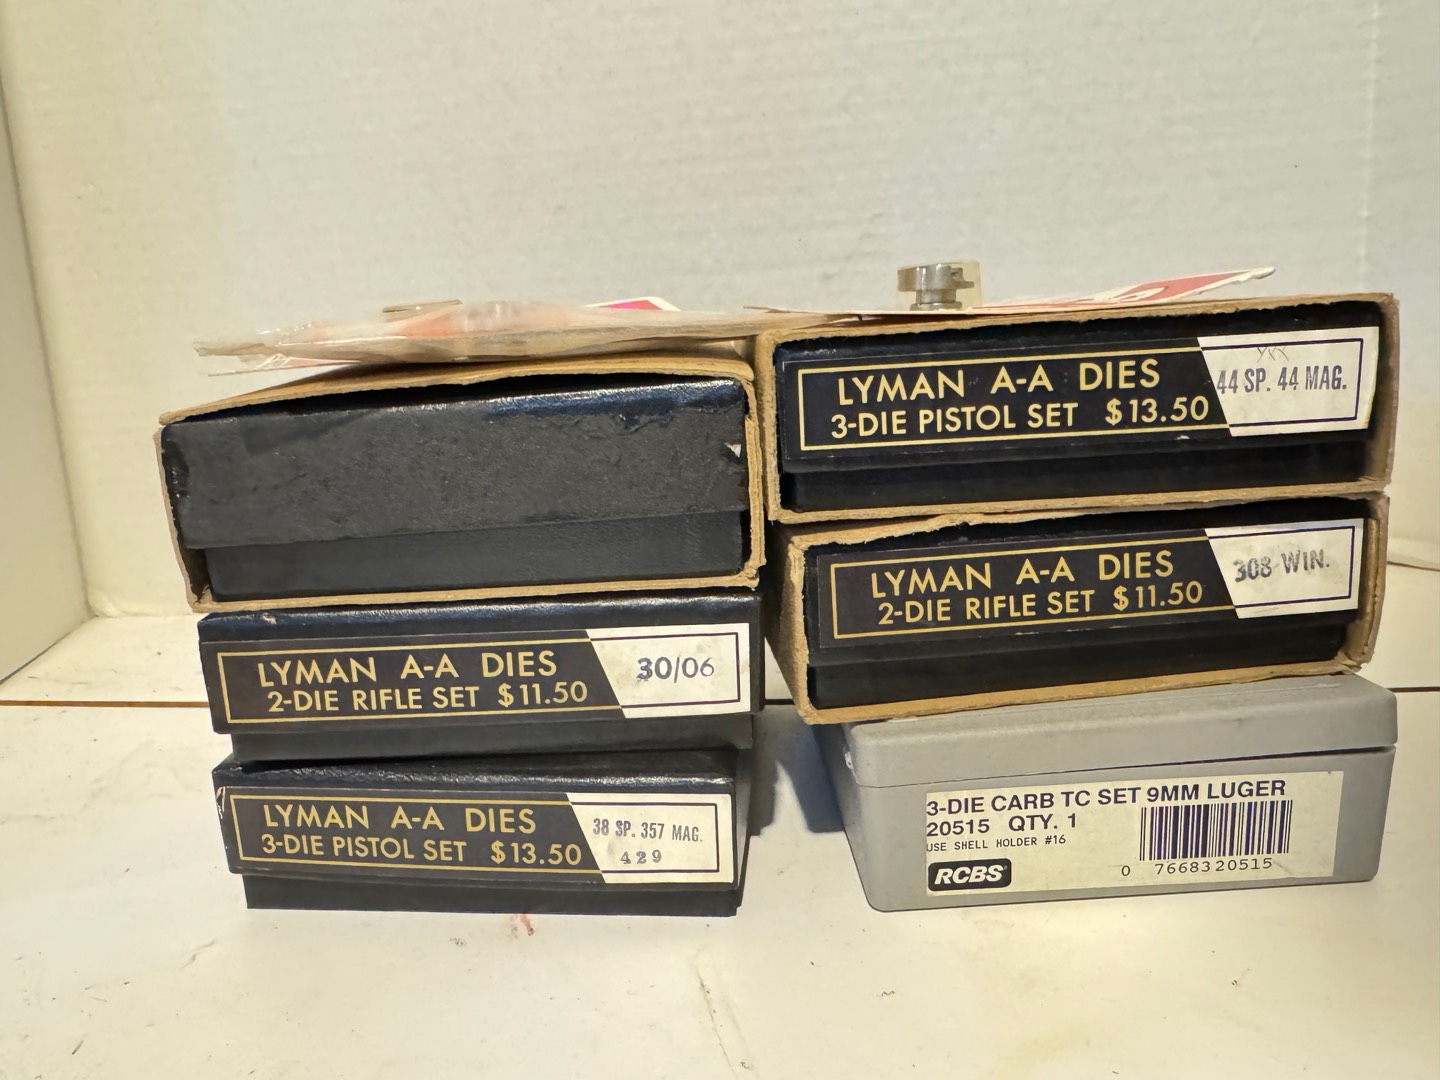 LYMAN A-A DIES
2-DIE RIFLE SET $11.50
30/06
LYMAN A-A DIES
3-DIE PISTOL SET $13.50
38 SP. 357 MAG.
429
LYMAN A-A DIES
3-DIE PISTOL SET $13.50
44 SP. 44 MAG.
LYMAN A-A DIES
2-DIE RIFLE SET $11.50
308 WIN.
3-DIE CARB TC SET 9MM LUGER
20515 QTY. 1
USE SHELL HOLDER #16
RCBS
0 76683 20515